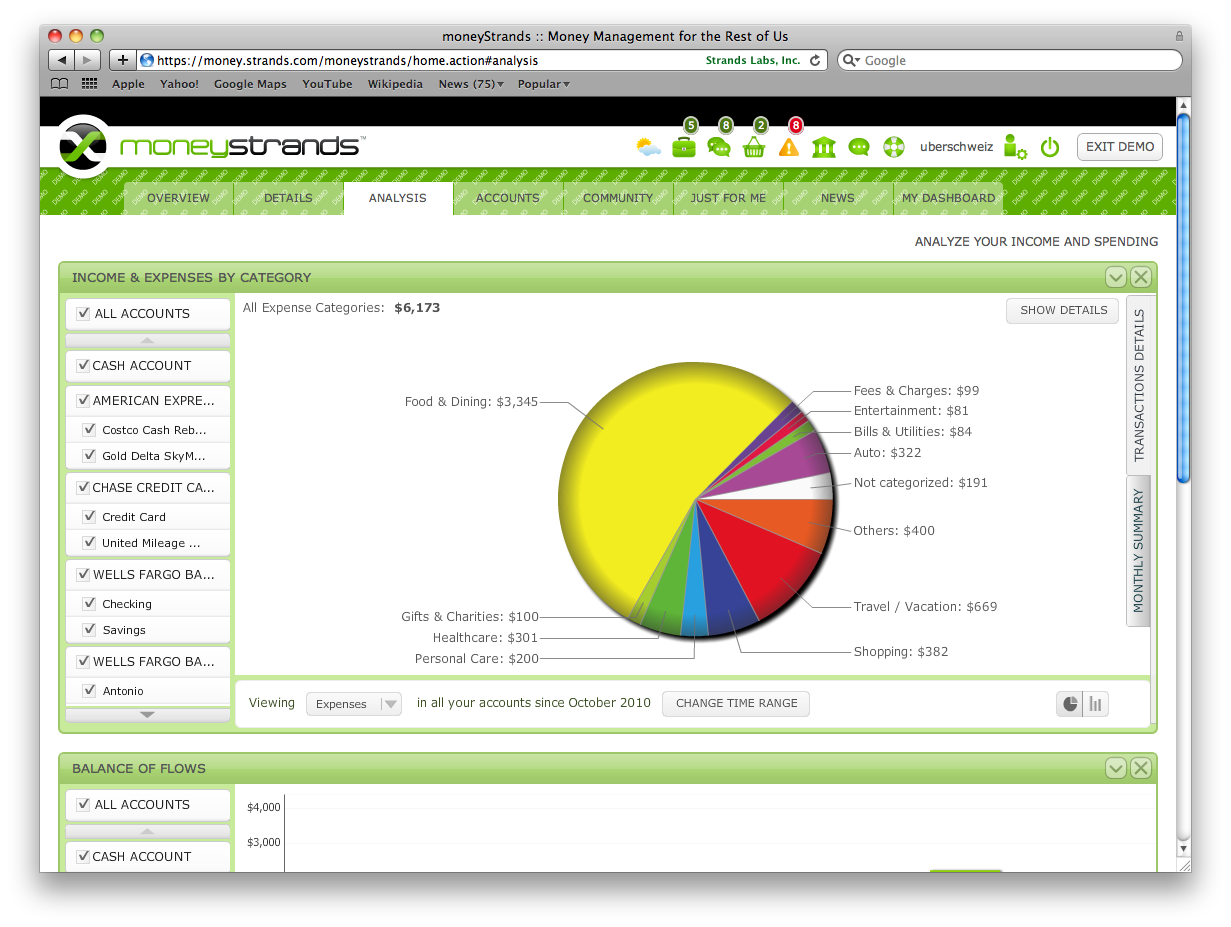 moneyStrands :: Money Management for the Rest of Us
https://money.strands.com/moneystrands/home.action#analysis Strands Labs, Inc. Google
Apple Yahoo! Google Maps YouTube Wikipedia News (75) Popular
5 8 2 8
moneystrands™ uberschweiz EXIT DEMO
OVERVIEW DETAILS ANALYSIS ACCOUNTS COMMUNITY JUST FOR ME NEWS MY DASHBOARD
ANALYZE YOUR INCOME AND SPENDING
INCOME & EXPENSES BY CATEGORY
ALL ACCOUNTS
CASH ACCOUNT
AMERICAN EXPRE...
Costco Cash Reb...
Gold Delta SkyM...
CHASE CREDIT CA...
Credit Card
United Mileage ...
WELLS FARGO BA...
Checking
Savings
WELLS FARGO BA...
Antonio
All Expense Categories: $6,173
SHOW DETAILS
Food & Dining: $3,345
Fees & Charges: $99
Entertainment: $81
Bills & Utilities: $84
Auto: $322
Not categorized: $191
Others: $400
Travel / Vacation: $669
Shopping: $382
Gifts & Charities: $100
Healthcare: $301
Personal Care: $200
TRANSACTIONS DETAILS
MONTHLY SUMMARY
Viewing Expenses in all your accounts since October 2010 CHANGE TIME RANGE
BALANCE OF FLOWS
ALL ACCOUNTS
CASH ACCOUNT
$4,000
$3,000